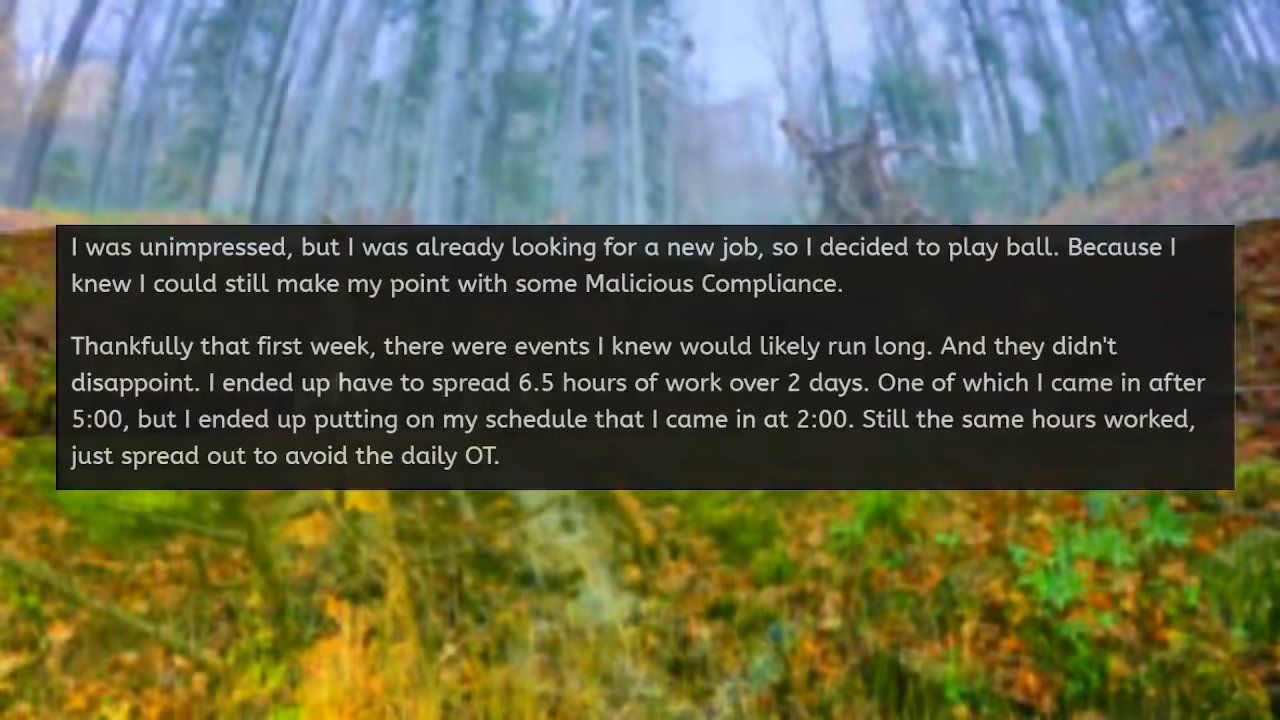 I was unimpressed, but I was already looking for a new job, so I decided to play ball. Because I
knew I could still make my point with some Malicious Compliance.
Thankfully that first week, there were events I knew would likely run long. And they didn't
disappoint. I ended up have to spread 6.5 hours of work over 2 days. One of which I came in after
5:00, but I ended up putting on my schedule that I came in at 2:00. Still the same hours worked,
just spread out to avoid the daily OT.